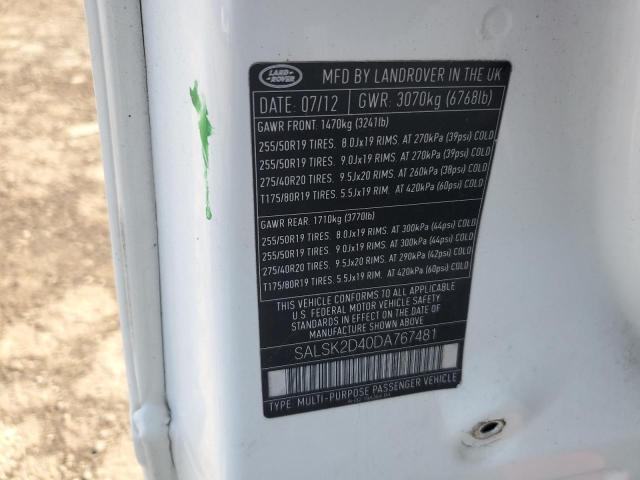 LAND-
ROVER
MFD BY LANDROVER IN THE UK
DATE: 07/12 GWR: 3070kg (6768lb)
GAWR FRONT: 1470kg (3241lb)
255/50R19 TIRES. 8.0Jx19 RIMS. AT 270kPa (39psi) COLD
255/50R19 TIRES. 9.0Jx19 RIMS. AT 270kPa (39psi) COLD
275/40R20 TIRES. 9.5Jx20 RIMS. AT 260kPa (38psi) COLD
T175/80R19 TIRES. 5.5Jx19 RIM. AT 420kPa (60psi) COLD
GAWR REAR: 1710kg (3770lb)
255/50R19 TIRES. 8.0Jx19 RIMS. AT 300kPa (44psi) COLD
255/50R19 TIRES. 9.0Jx19 RIMS. AT 300kPa (44psi) COLD
275/40R20 TIRES. 9.5Jx20 RIMS. AT 290kPa (42psi) COLD
T175/80R19 TIRES. 5.5Jx19 RIM. AT 420kPa (60psi) COLD
THIS VEHICLE CONFORMS TO ALL APPLICABLE
U.S. FEDERAL MOTOR VEHICLE SAFETY
STANDARDS IN EFFECT ON THE DATE OF
MANUFACTURE SHOWN ABOVE.
SALSK2D40DA767481
TYPE: MULTI-PURPOSE PASSENGER VEHICLE